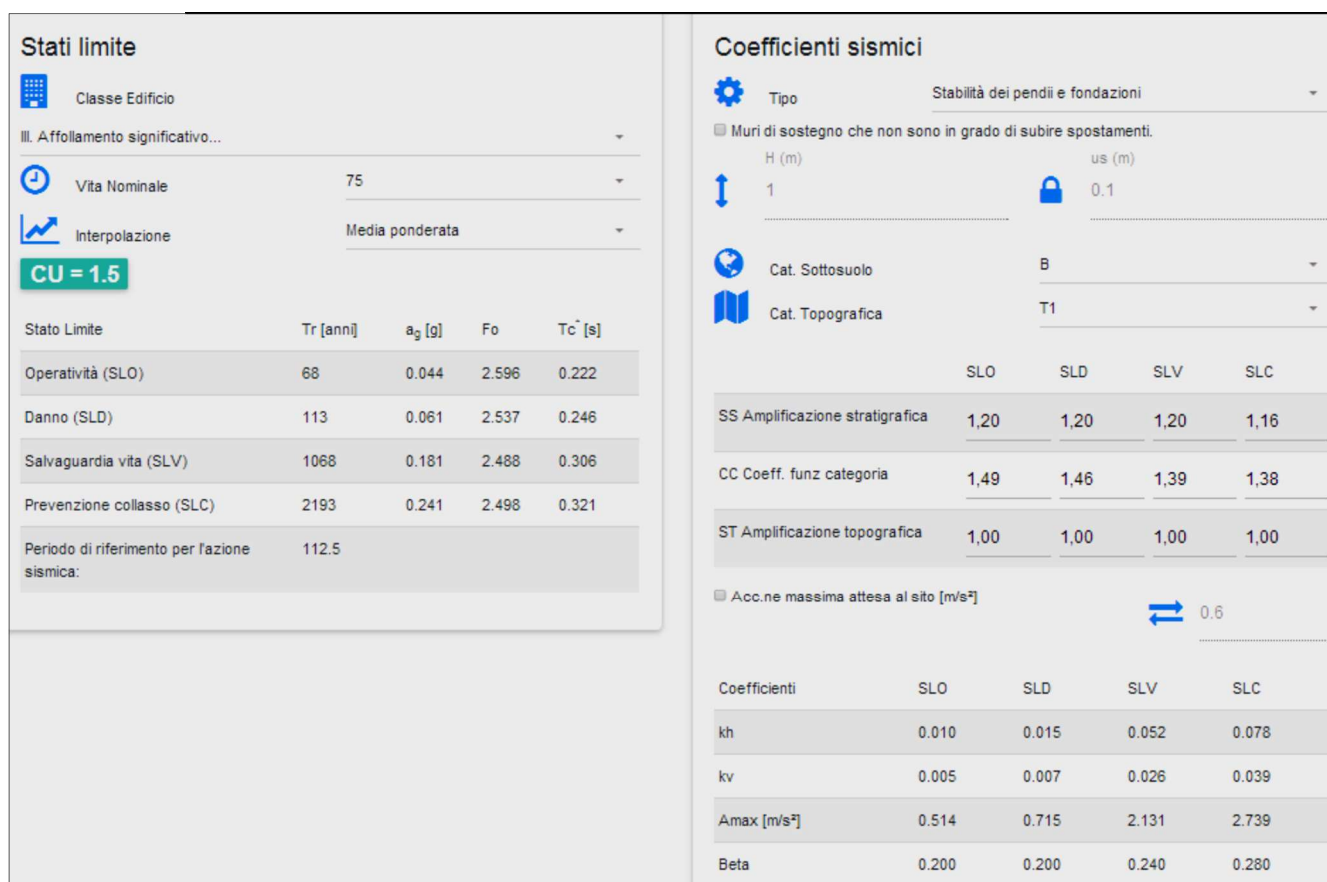 Stati limite
Classe Edificio
III. Affollamento significativo...
Vita Nominale 75
Interpolazione Media ponderata
CU = 1.5
Stato Limite Tr [anni] ag [g] Fo Tc* [s]
Operatività (SLO) 68 0.044 2.596 0.222
Danno (SLD) 113 0.061 2.537 0.246
Salvaguardia vita (SLV) 1068 0.181 2.488 0.306
Prevenzione collasso (SLC) 2193 0.241 2.498 0.321
Periodo di riferimento per l'azione 112.5
sismica:
Coefficienti sismici
Tipo Stabilità dei pendii e fondazioni
Muri di sostegno che non sono in grado di subire spostamenti.
H (m) us (m)
1 0.1
Cat. Sottosuolo B
Cat. Topografica T1
SLO SLD SLV SLC
SS Amplificazione stratigrafica 1,20 1,20 1,20 1,16
CC Coeff. funz categoria 1,49 1,46 1,39 1,38
ST Amplificazione topografica 1,00 1,00 1,00 1,00
Acc.ne massima attesa al sito [m/s²] 0.6
Coefficienti SLO SLD SLV SLC
kh 0.010 0.015 0.052 0.078
kv 0.005 0.007 0.026 0.039
Amax [m/s²] 0.514 0.715 2.131 2.739
Beta 0.200 0.200 0.240 0.280